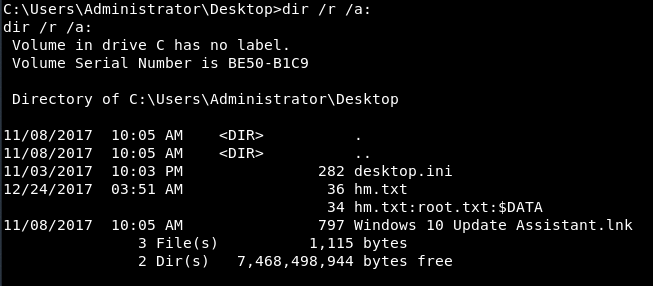 C:\Users\Administrator\Desktop>dir /r /a:
dir /r /a:
 Volume in drive C has no label.
 Volume Serial Number is BE50-B1C9

 Directory of C:\Users\Administrator\Desktop

11/08/2017  10:05 AM    <DIR>          .
11/08/2017  10:05 AM    <DIR>          ..
11/03/2017  10:03 PM               282 desktop.ini
12/24/2017  03:51 AM                36 hm.txt
                                    34 hm.txt:root.txt:$DATA
11/08/2017  10:05 AM               797 Windows 10 Update Assistant.lnk
               3 File(s)          1,115 bytes
               2 Dir(s)   7,468,498,944 bytes free